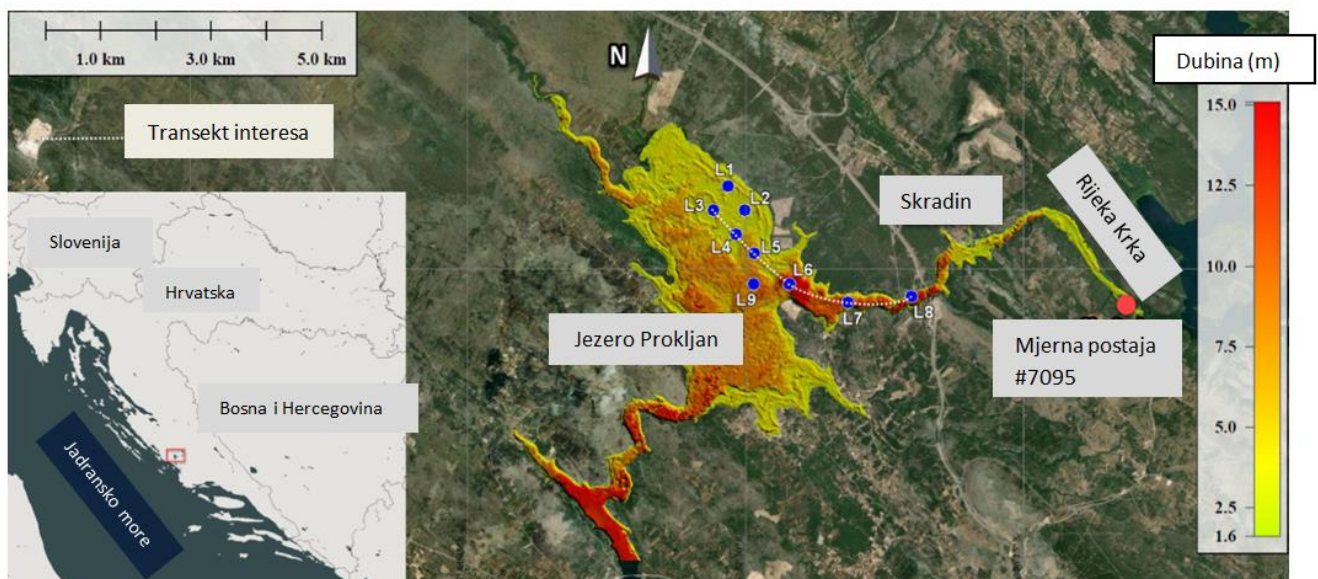 1.0 km 3.0 km 5.0 km
Transekt interesa
N
Dubina (m)
15.0
12.5
10.0
7.5
5.0
2.5
1.6
L1
L2
L3
L4
L5
L6
L7
L8
L9
Skradin
Rijeka Krka
Jezero Prokljan
Mjerna postaja
#7095
Slovenija
Hrvatska
Bosna i Hercegovina
Jadransko more